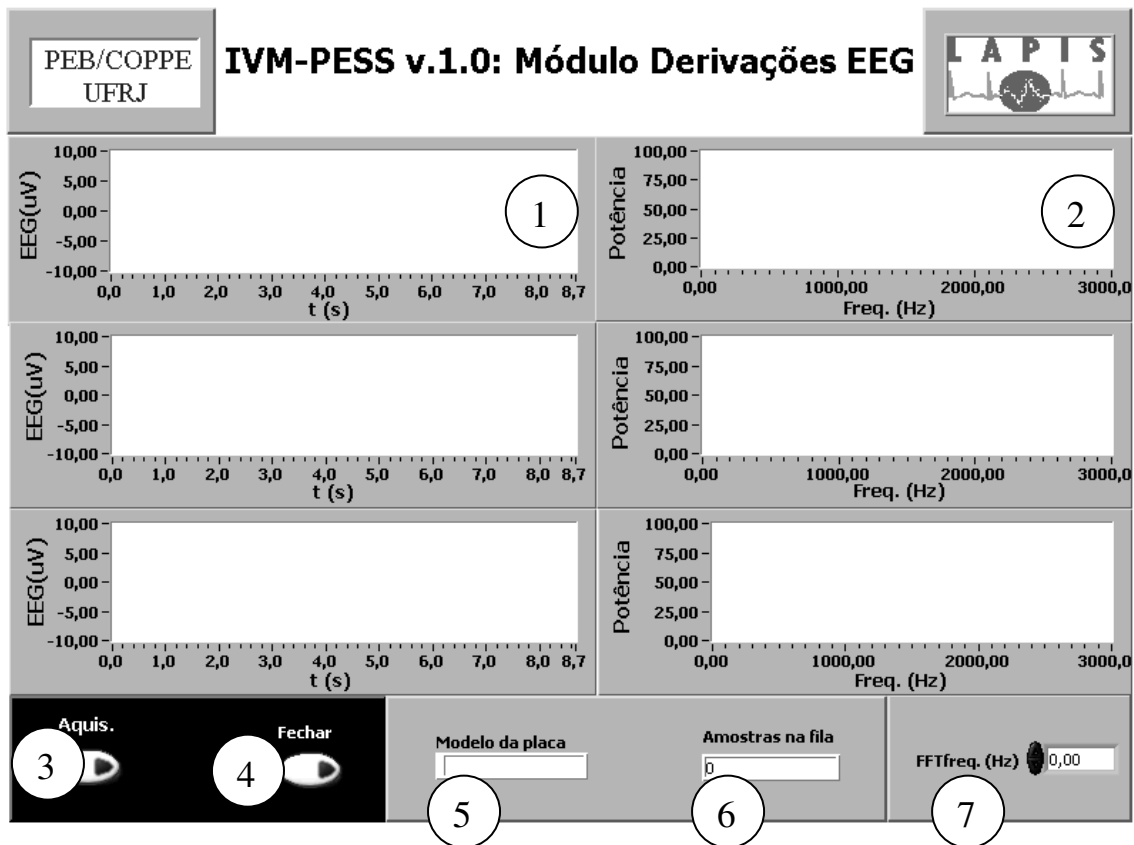 PEB/COPPE
UFRJ
IVM-PESS v.1.0: Módulo Derivações EEG
L A P I S
EEG(uV)
10,00
5,00
0,00
-5,00
-10,00
0,0 1,0 2,0 3,0 4,0 5,0 6,0 7,0 8,0 8,7
t (s)
1
Potência
100,00
75,00
50,00
25,00
0,00
0,00 1000,00 2000,00 3000,0
Freq. (Hz)
2
EEG(uV)
10,00
5,00
0,00
-5,00
-10,00
0,0 1,0 2,0 3,0 4,0 5,0 6,0 7,0 8,0 8,7
t (s)
Potência
100,00
75,00
50,00
25,00
0,00
0,00 1000,00 2000,00 3000,0
Freq. (Hz)
EEG(uV)
10,00
5,00
0,00
-5,00
-10,00
0,0 1,0 2,0 3,0 4,0 5,0 6,0 7,0 8,0 8,7
t (s)
Potência
100,00
75,00
50,00
25,00
0,00
0,00 1000,00 2000,00 3000,0
Freq. (Hz)
Aquis.
3
Fechar
4
Modelo da placa
5
Amostras na fila
0
6
FFTfreq. (Hz) 0,00
7